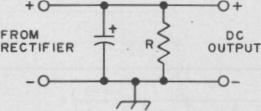 + + +
FROM
RECTIFIER
R
DC
OUTPUT
- -